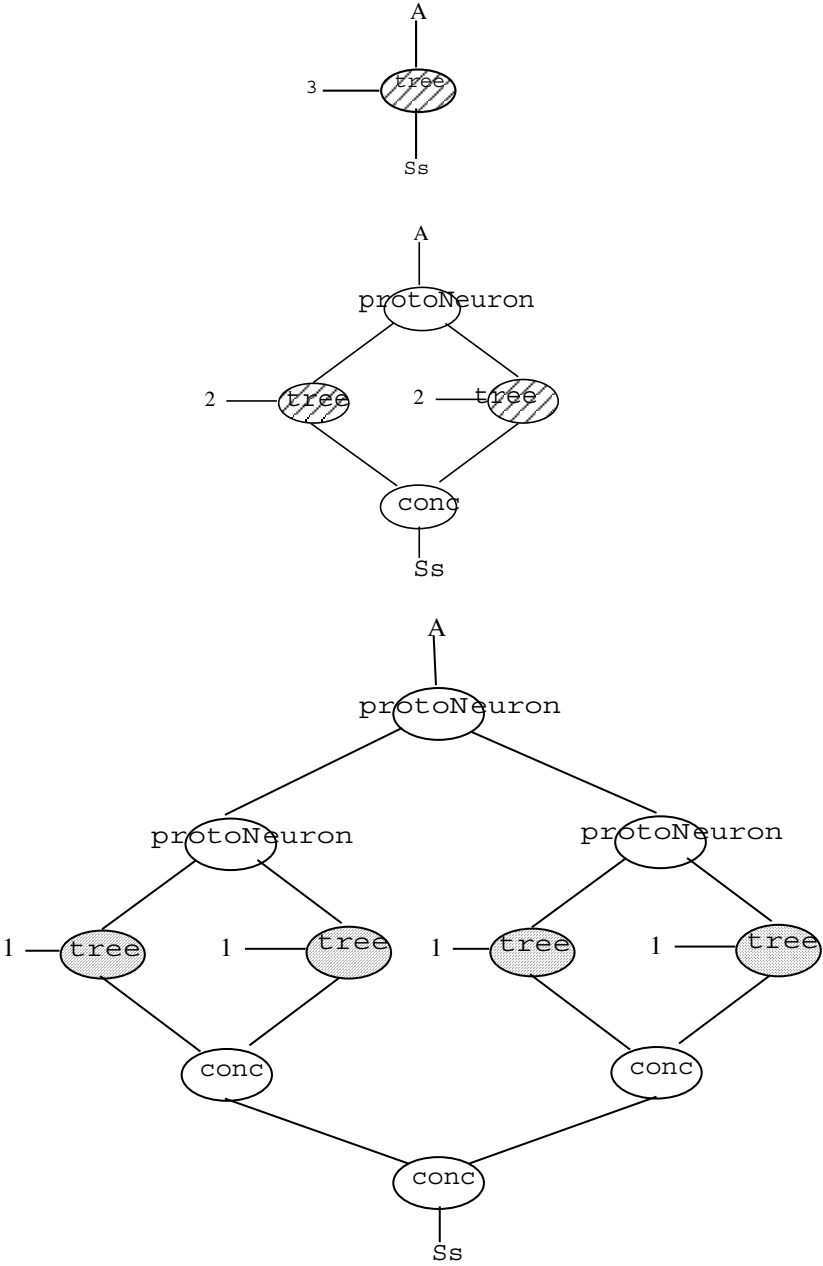 A
3 tree
Ss
A
protoNeuron
2 tree 2 tree
conc
Ss
A
protoNeuron
protoNeuron protoNeuron
1 tree 1 tree 1 tree 1 tree
conc conc
conc
Ss